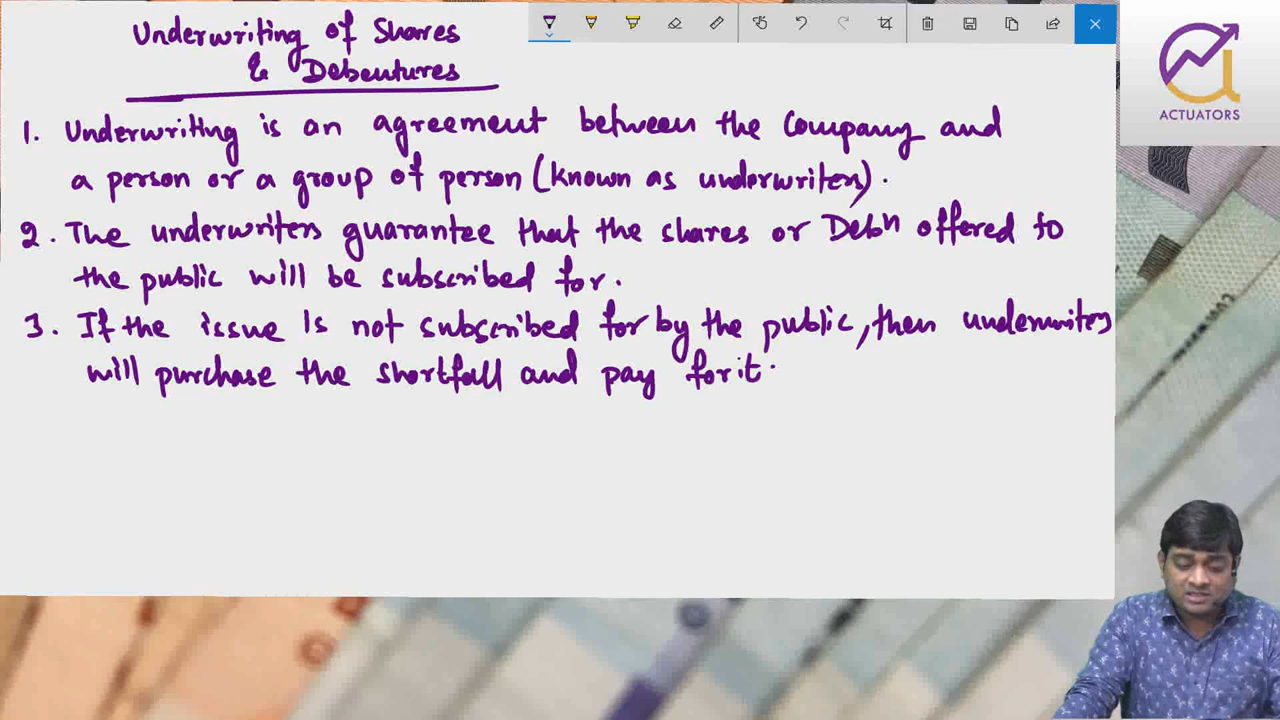 Underwriting of Shares
& Debentures
1. Underwriting is an agreement between the Company and
a person or a group of person (known as underwriters).
2. The underwriters guarantee that the shares or Debn offered to
the public will be subscribed for.
3. If the issue is not subscribed for by the public, then underwriters
will purchase the shortfall and pay for it.
ACTUATORS